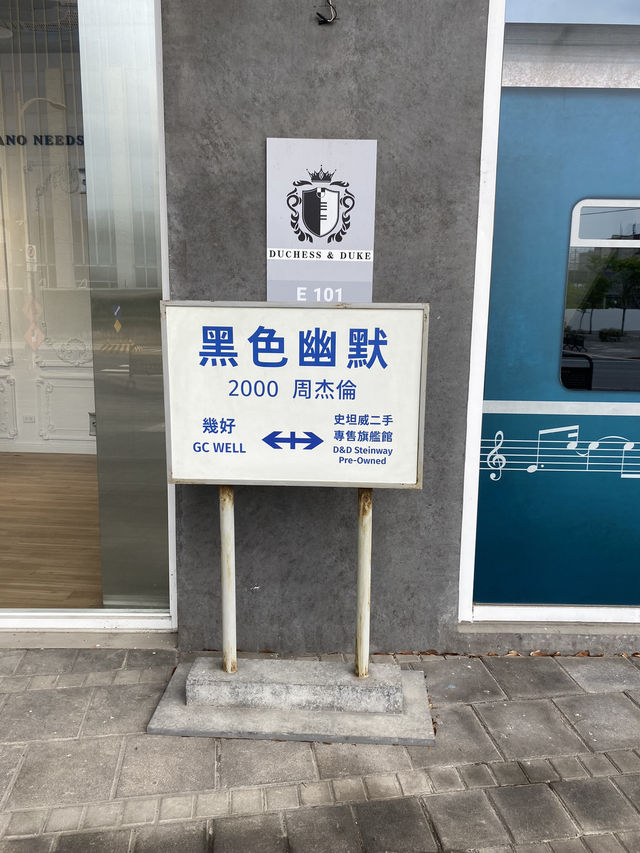 ANO NEEDS
DUCHESS & DUKE
E 101
黑色幽默
2000 周杰倫
幾好
GC WELL
史坦威二手
專售旗艦館
D&D Steinway
Pre-Owned